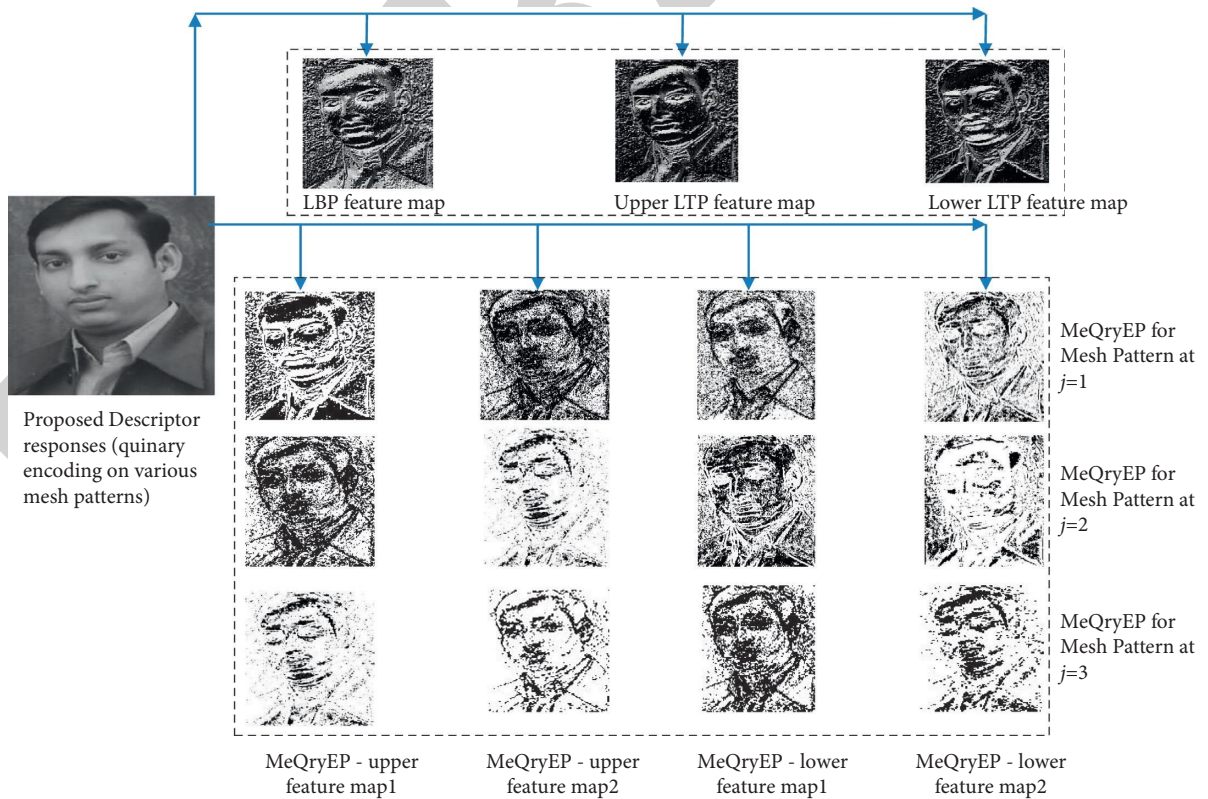 LBP feature map
Upper LTP feature map
Lower LTP feature map
Proposed Descriptor
responses (quinary
encoding on various
mesh patterns)
MeQryEP for
Mesh Pattern at
j=1
MeQryEP for
Mesh Pattern at
j=2
MeQryEP for
Mesh Pattern at
j=3
MeQryEP - upper
feature map1
MeQryEP - upper
feature map2
MeQryEP - lower
feature map1
MeQryEP - lower
feature map2